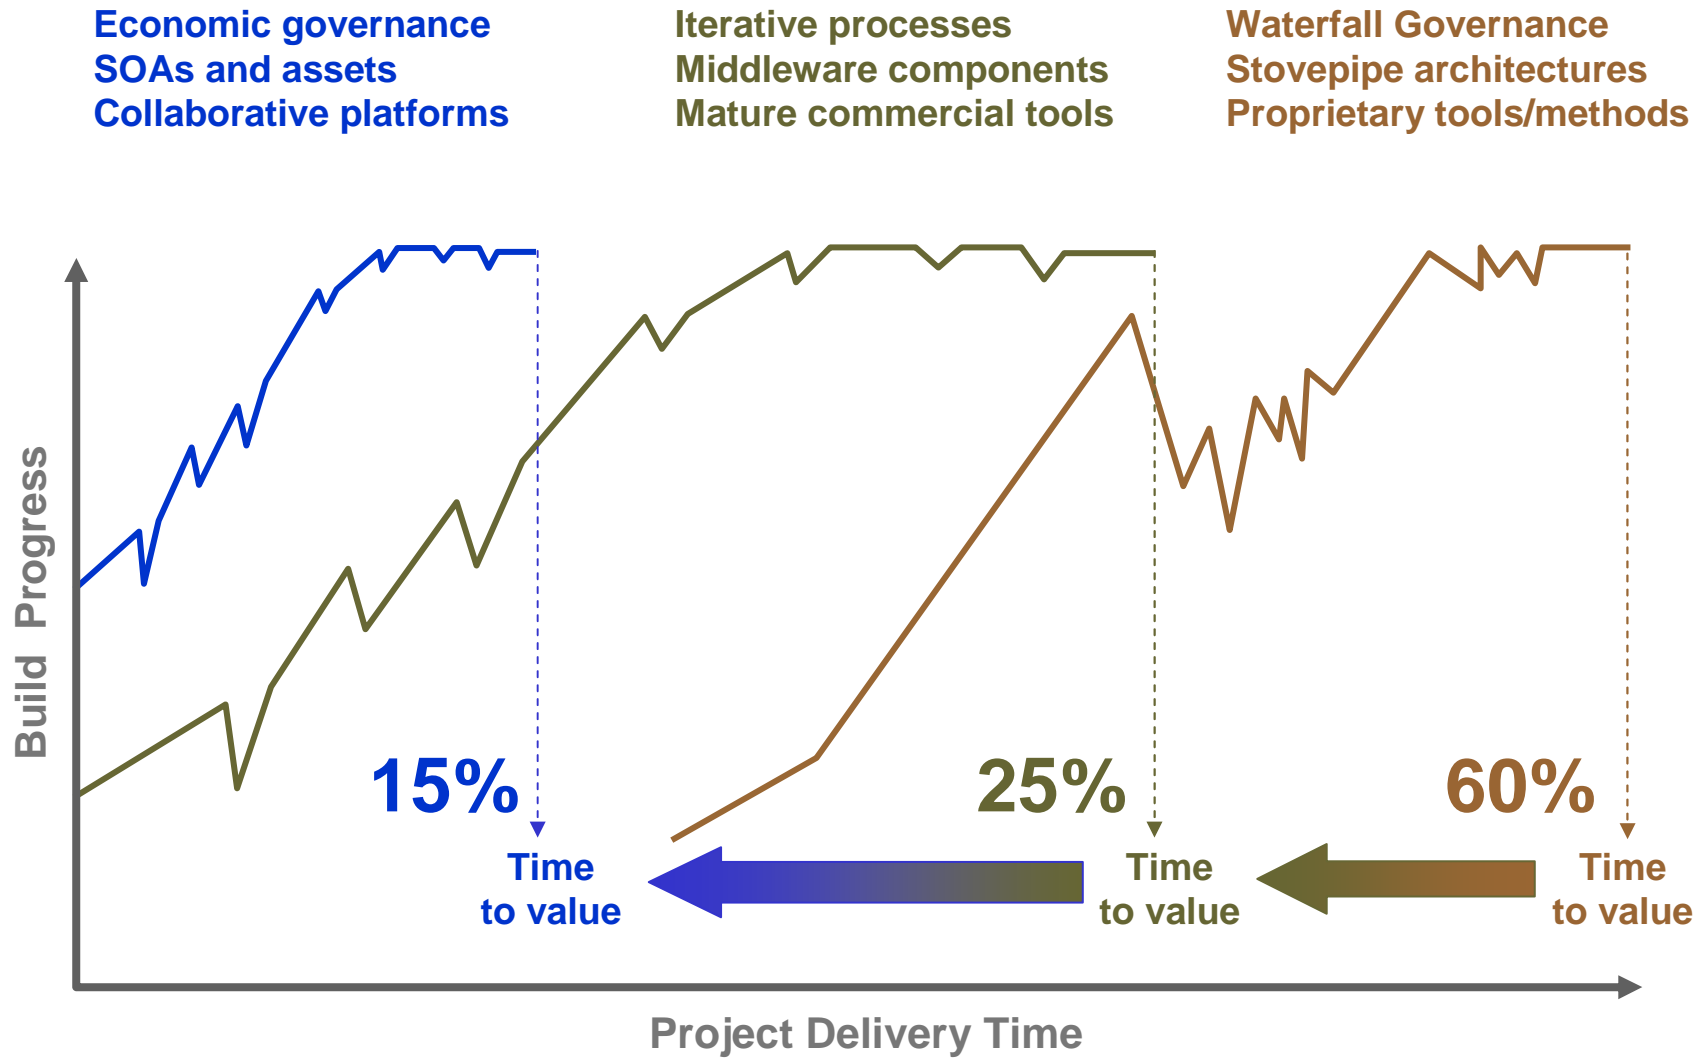 Economic governance
SOAs and assets
Collaborative platforms
Iterative processes
Middleware components
Mature commercial tools
Waterfall Governance
Stovepipe architectures
Proprietary tools/methods
Build Progress
15%
25%
60%
Time
to value
Time
to value
Time
to value
Project Delivery Time